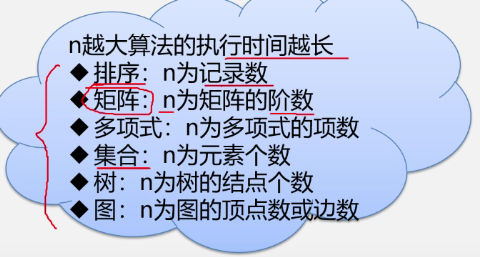 n越大算法的执行时间越长
◆排序：n为记录数
◆矩阵：n为矩阵的阶数
◆多项式：n为多项式的项数
◆集合：n为元素个数
◆树：n为树的结点个数
◆图：n为图的顶点数或边数